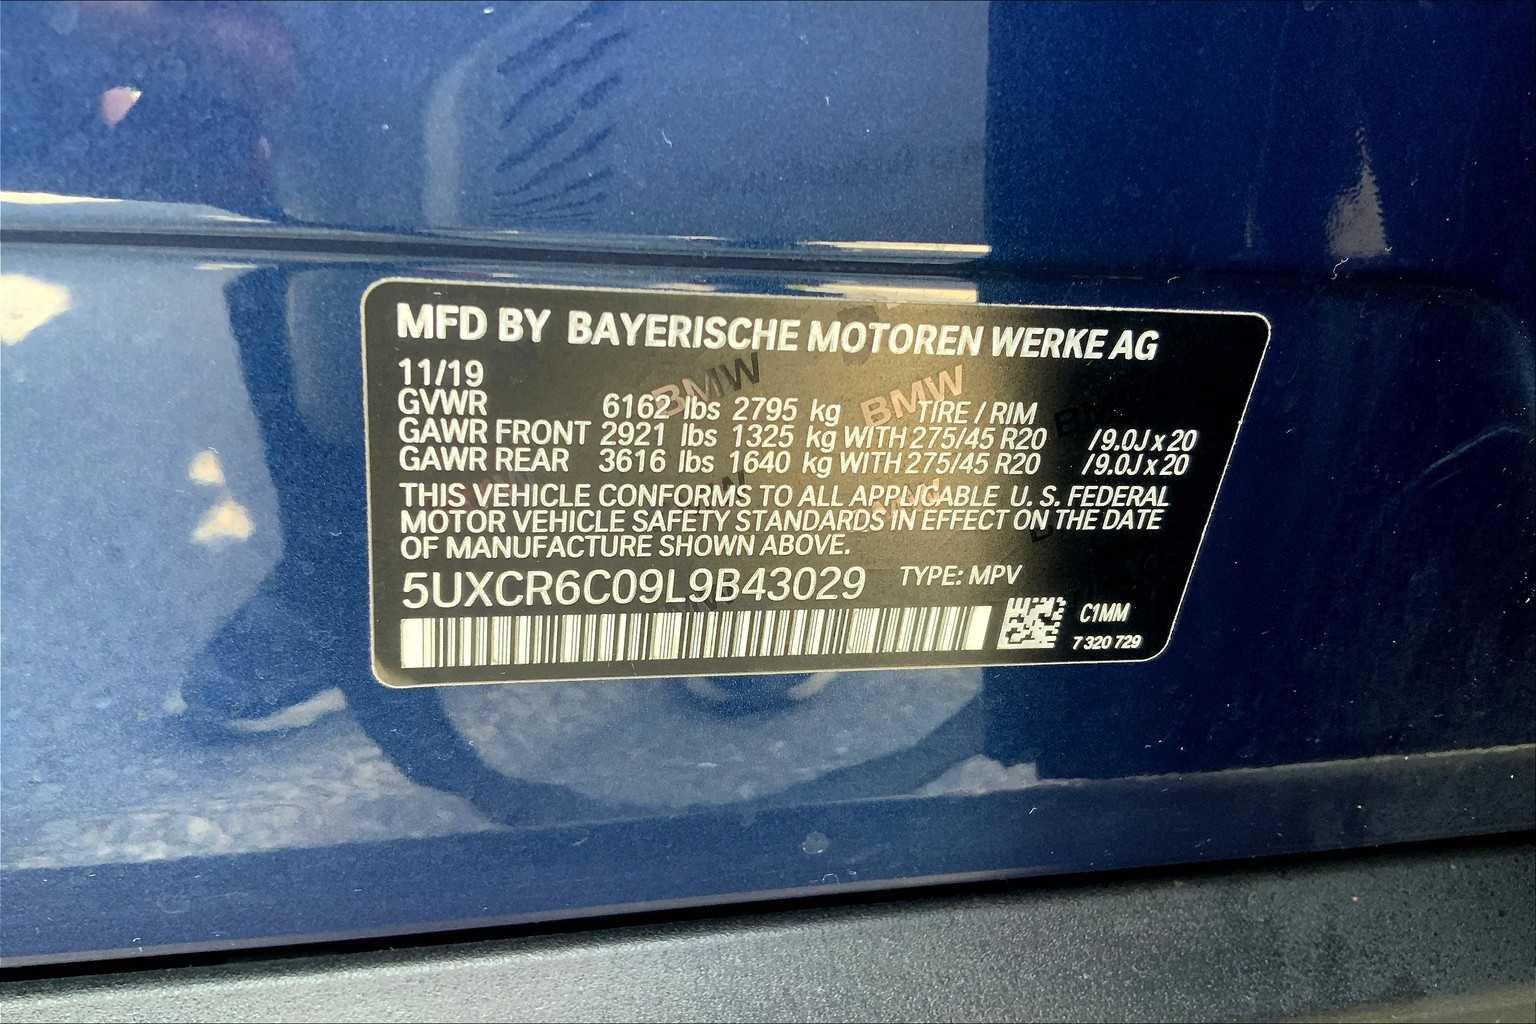 MFD BY BAYERISCHE MOTOREN WERKE AG
11/19
GVWR 6162 lbs 2795 kg TIRE / RIM
GAWR FRONT 2921 lbs 1325 kg WITH 275/45 R20 /9.0J x 20
GAWR REAR 3616 lbs 1640 kg WITH 275/45 R20 /9.0J x 20
THIS VEHICLE CONFORMS TO ALL APPLICABLE U. S. FEDERAL
MOTOR VEHICLE SAFETY STANDARDS IN EFFECT ON THE DATE
OF MANUFACTURE SHOWN ABOVE.
5UXCR6C09L9B43029 TYPE: MPV
C1MM
7 320 729
BMW BMW